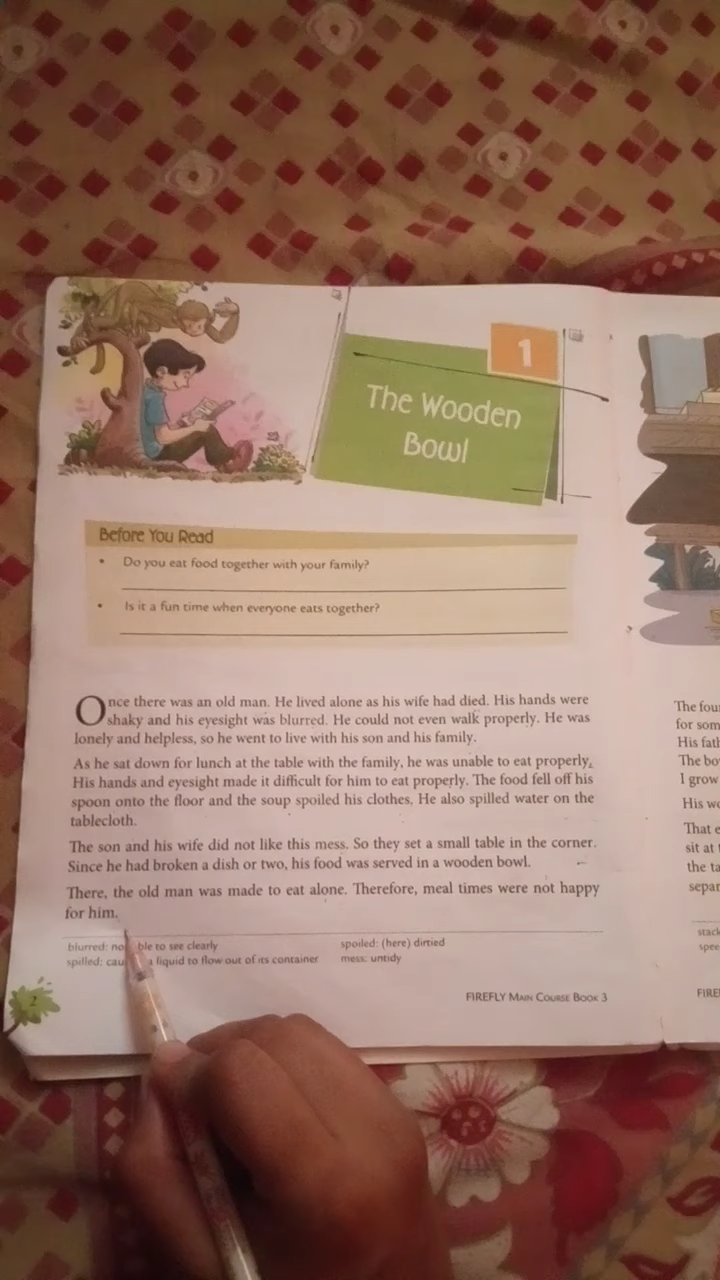 1
The Wooden
Bowl
Before You Read
• Do you eat food together with your family?
• Is it a fun time when everyone eats together?
Once there was an old man. He lived alone as his wife had died. His hands were
shaky and his eyesight was blurred. He could not even walk properly. He was
lonely and helpless, so he went to live with his son and his family.
As he sat down for lunch at the table with the family, he was unable to eat properly.
His hands and eyesight made it difficult for him to eat properly. The food fell off his
spoon onto the floor and the soup spoiled his clothes. He also spilled water on the
tablecloth.
The son and his wife did not like this mess. So they set a small table in the corner.
Since he had broken a dish or two, his food was served in a wooden bowl.
There, the old man was made to eat alone. Therefore, meal times were not happy
for him.
blurred: no ble to see clearly
spilled: cau a liquid to flow out of its container
spoiled: (here) dirtied
mess: untidy
2
FIREFLY MAIN COURSE BOOK 3
The fou
for som
His fath
The bo
I grow
His wo
That e
sit at
the ta
separ
stack
spee
FIRE